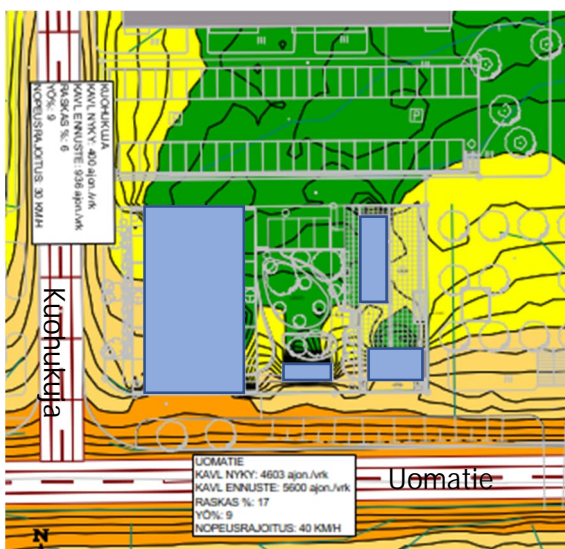 KUOHUKUJA
KAVL NYKY: 400 ajon./vrk
KAVL ENNUSTE: 936 ajon./vrk
RASKAS %: 6
YÖ%: 9
NOPEUSRAJOITUS: 30 KM/H
P
Kuohukuja
UOMATIE
KAVL NYKY: 4603 ajon./vrk
KAVL ENNUSTE: 5600 ajon./vrk
RASKAS %: 17
YÖ%: 9
NOPEUSRAJOITUS: 40 KM/H
Uomatie
N